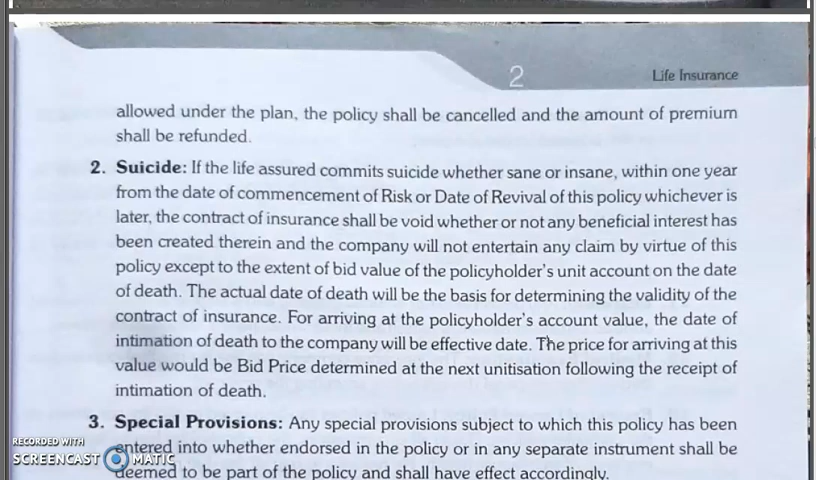 2
Life Insurance
allowed under the plan, the policy shall be cancelled and the amount of premium
shall be refunded.
2. Suicide: If the life assured commits suicide whether sane or insane, within one year
from the date of commencement of Risk or Date of Revival of this policy whichever is
later, the contract of insurance shall be void whether or not any beneficial interest has
been created therein and the company will not entertain any claim by virtue of this
policy except to the extent of bid value of the policyholder's unit account on the date
of death. The actual date of death will be the basis for determining the validity of the
contract of insurance. For arriving at the policyholder's account value, the date of
intimation of death to the company will be effective date. The price for arriving at this
value would be Bid Price determined at the next unitisation following the receipt of
intimation of death.
3. Special Provisions: Any special provisions subject to which this policy has been
entered into whether endorsed in the policy or in any separate instrument shall be
deemed to be part of the policy and shall have effect accordingly.
RECORDED WITH
SCREENCAST MATIC